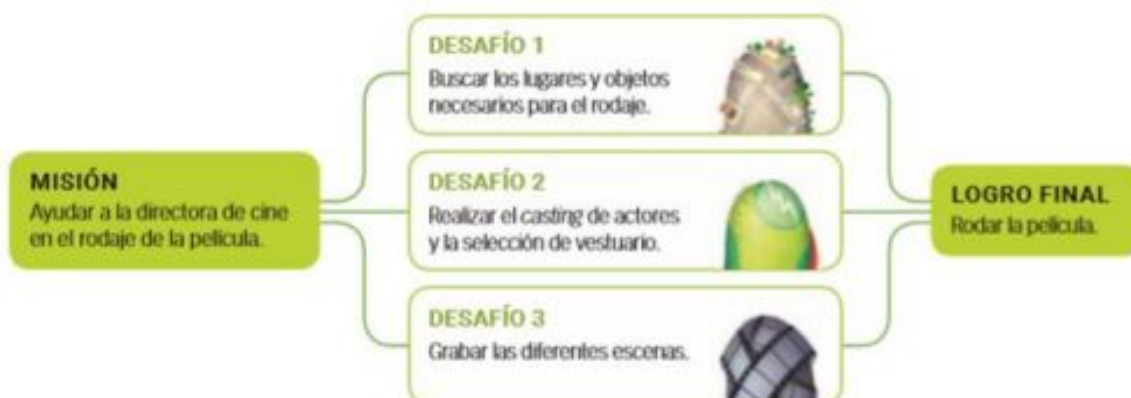 MISIÓN
Ayudar a la directora de cine
en el rodaje de la película.
DESAFÍO 1
Buscar los lugares y objetos
necesarios para el rodaje.
DESAFÍO 2
Realizar el casting de actores
y la selección de vestuario.
DESAFÍO 3
Grabar las diferentes escenas.
LOGRO FINAL
Rodar la película.